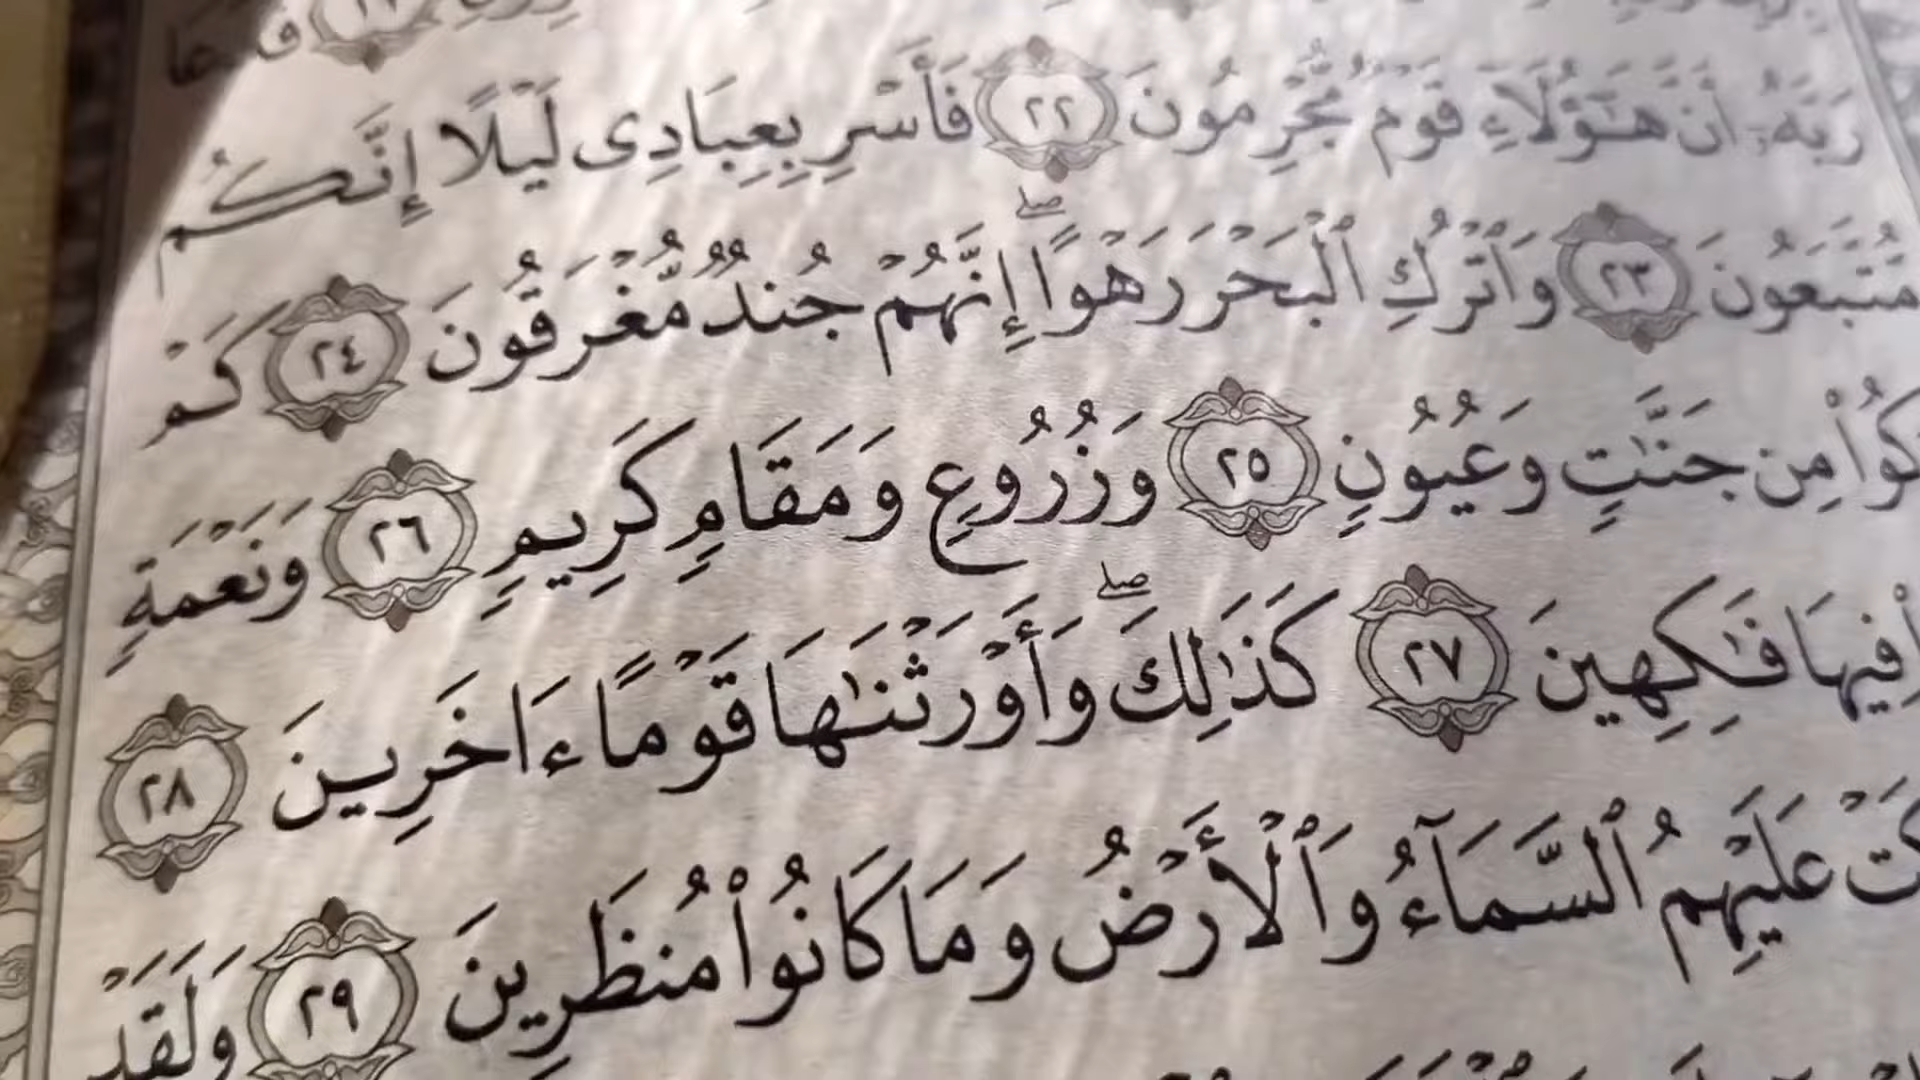 رَبَّهُۥٓ أَنَّ هَـٰٓؤُلَآءِ قَوْمٌ مُّجْرِمُونَ ٢٢ فَأَسْرِ بِعِبَادِى لَيْلًا إِنَّكُم
مُّتَّبَعُونَ ٢٣ وَٱتْرُكِ ٱلْبَحْرَ رَهْوًا ۖ إِنَّهُمْ جُندٌ مُّغْرَقُونَ ٢٤ كَمْ
مِن جَنَّـٰتٍ وَعُيُونٍ ٢٥ وَزُرُوعٍ وَمَقَامٍ كَرِيمٍ ٢٦ وَنَعْمَةٍ
فِيهَا فَـٰكِهِينَ ٢٧ كَذَٰلِكَ ۖ وَأَوْرَثْنَـٰهَا قَوْمًا ءَاخَرِينَ ٢٨
عَلَيْهِمُ ٱلسَّمَآءُ وَٱلْأَرْضُ وَمَا كَانُوا۟ مُنظَرِينَ ٢٩ وَلَقَدْ